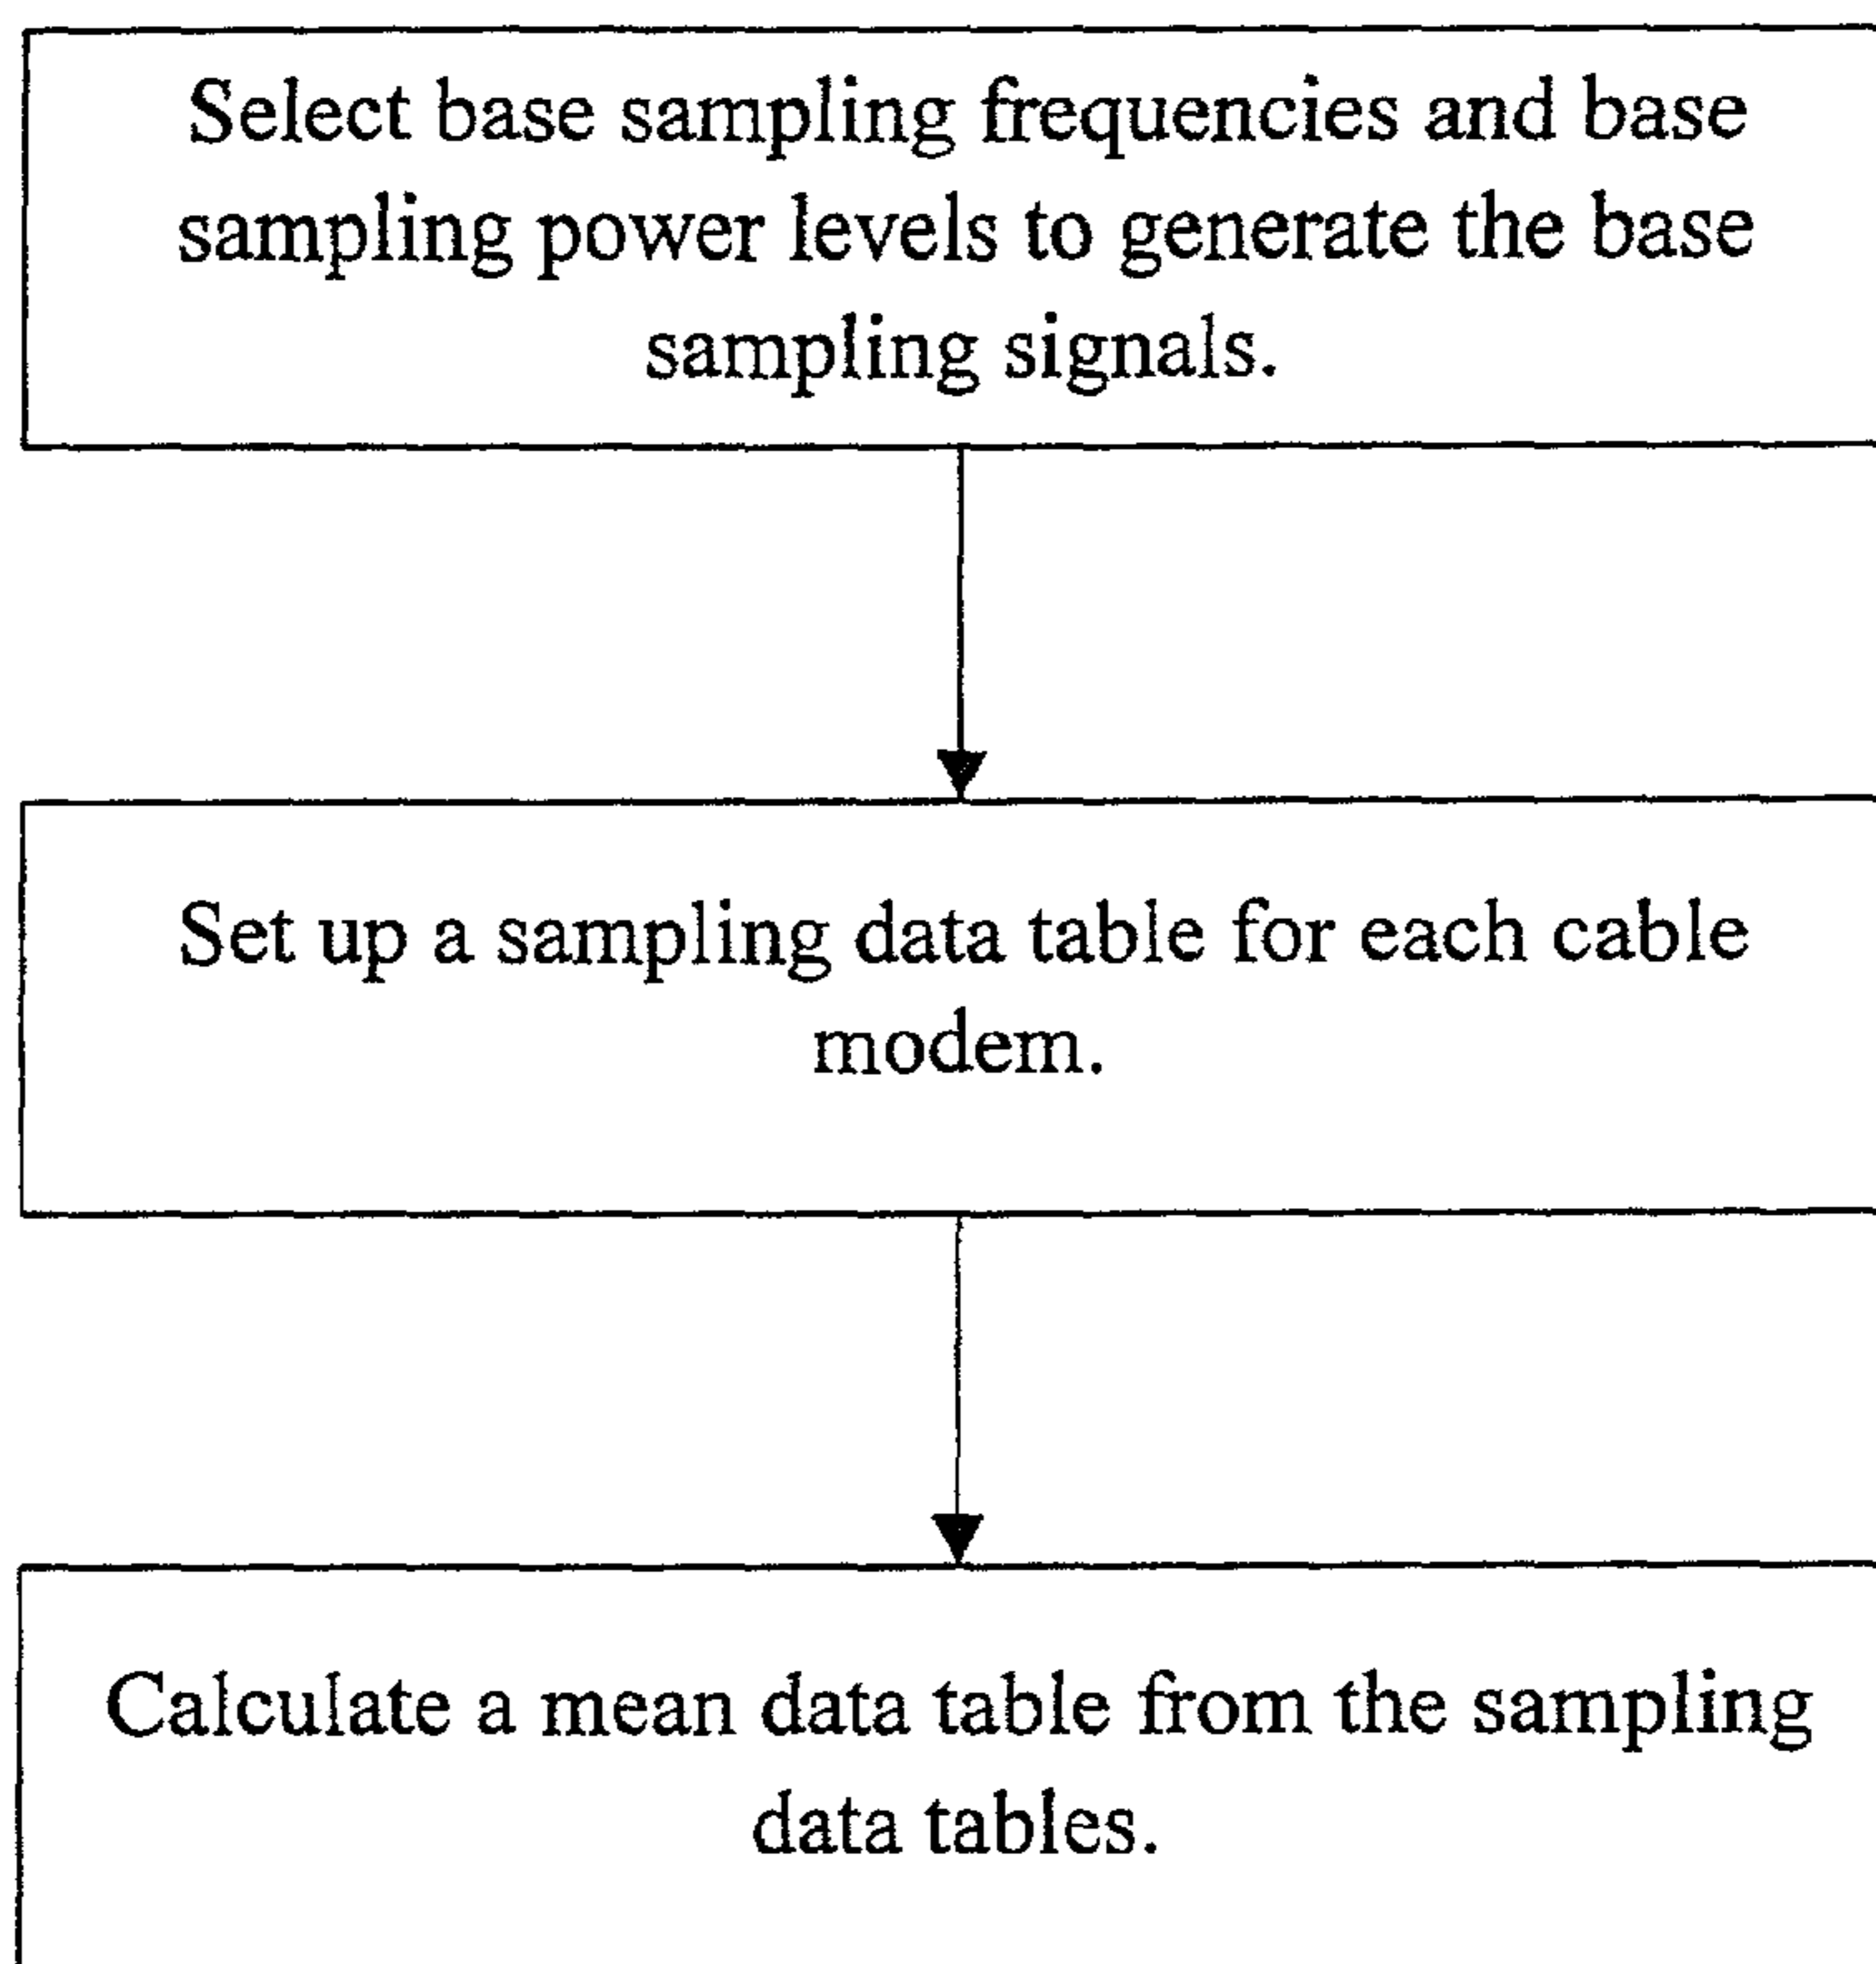 Select base sampling frequencies and base
sampling power levels to generate the base
sampling signals.
Set up a sampling data table for each cable
modem.
Calculate a mean data table from the sampling
data tables.